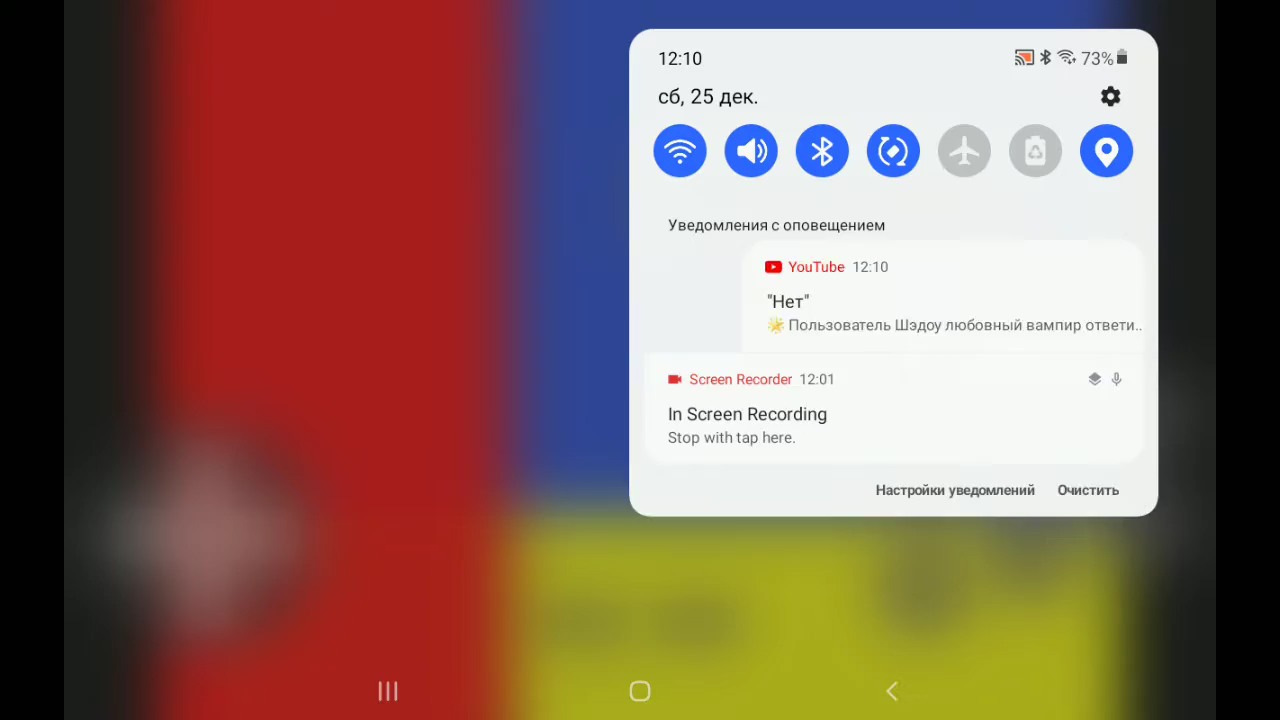 12:10
73%
сб, 25 дек.
Уведомления с оповещением
YouTube 12:10
"Нет"
Пользователь Шэдоу любовный вампир ответи..
Screen Recorder 12:01
In Screen Recording
Stop with tap here.
Настройки уведомлений Очистить